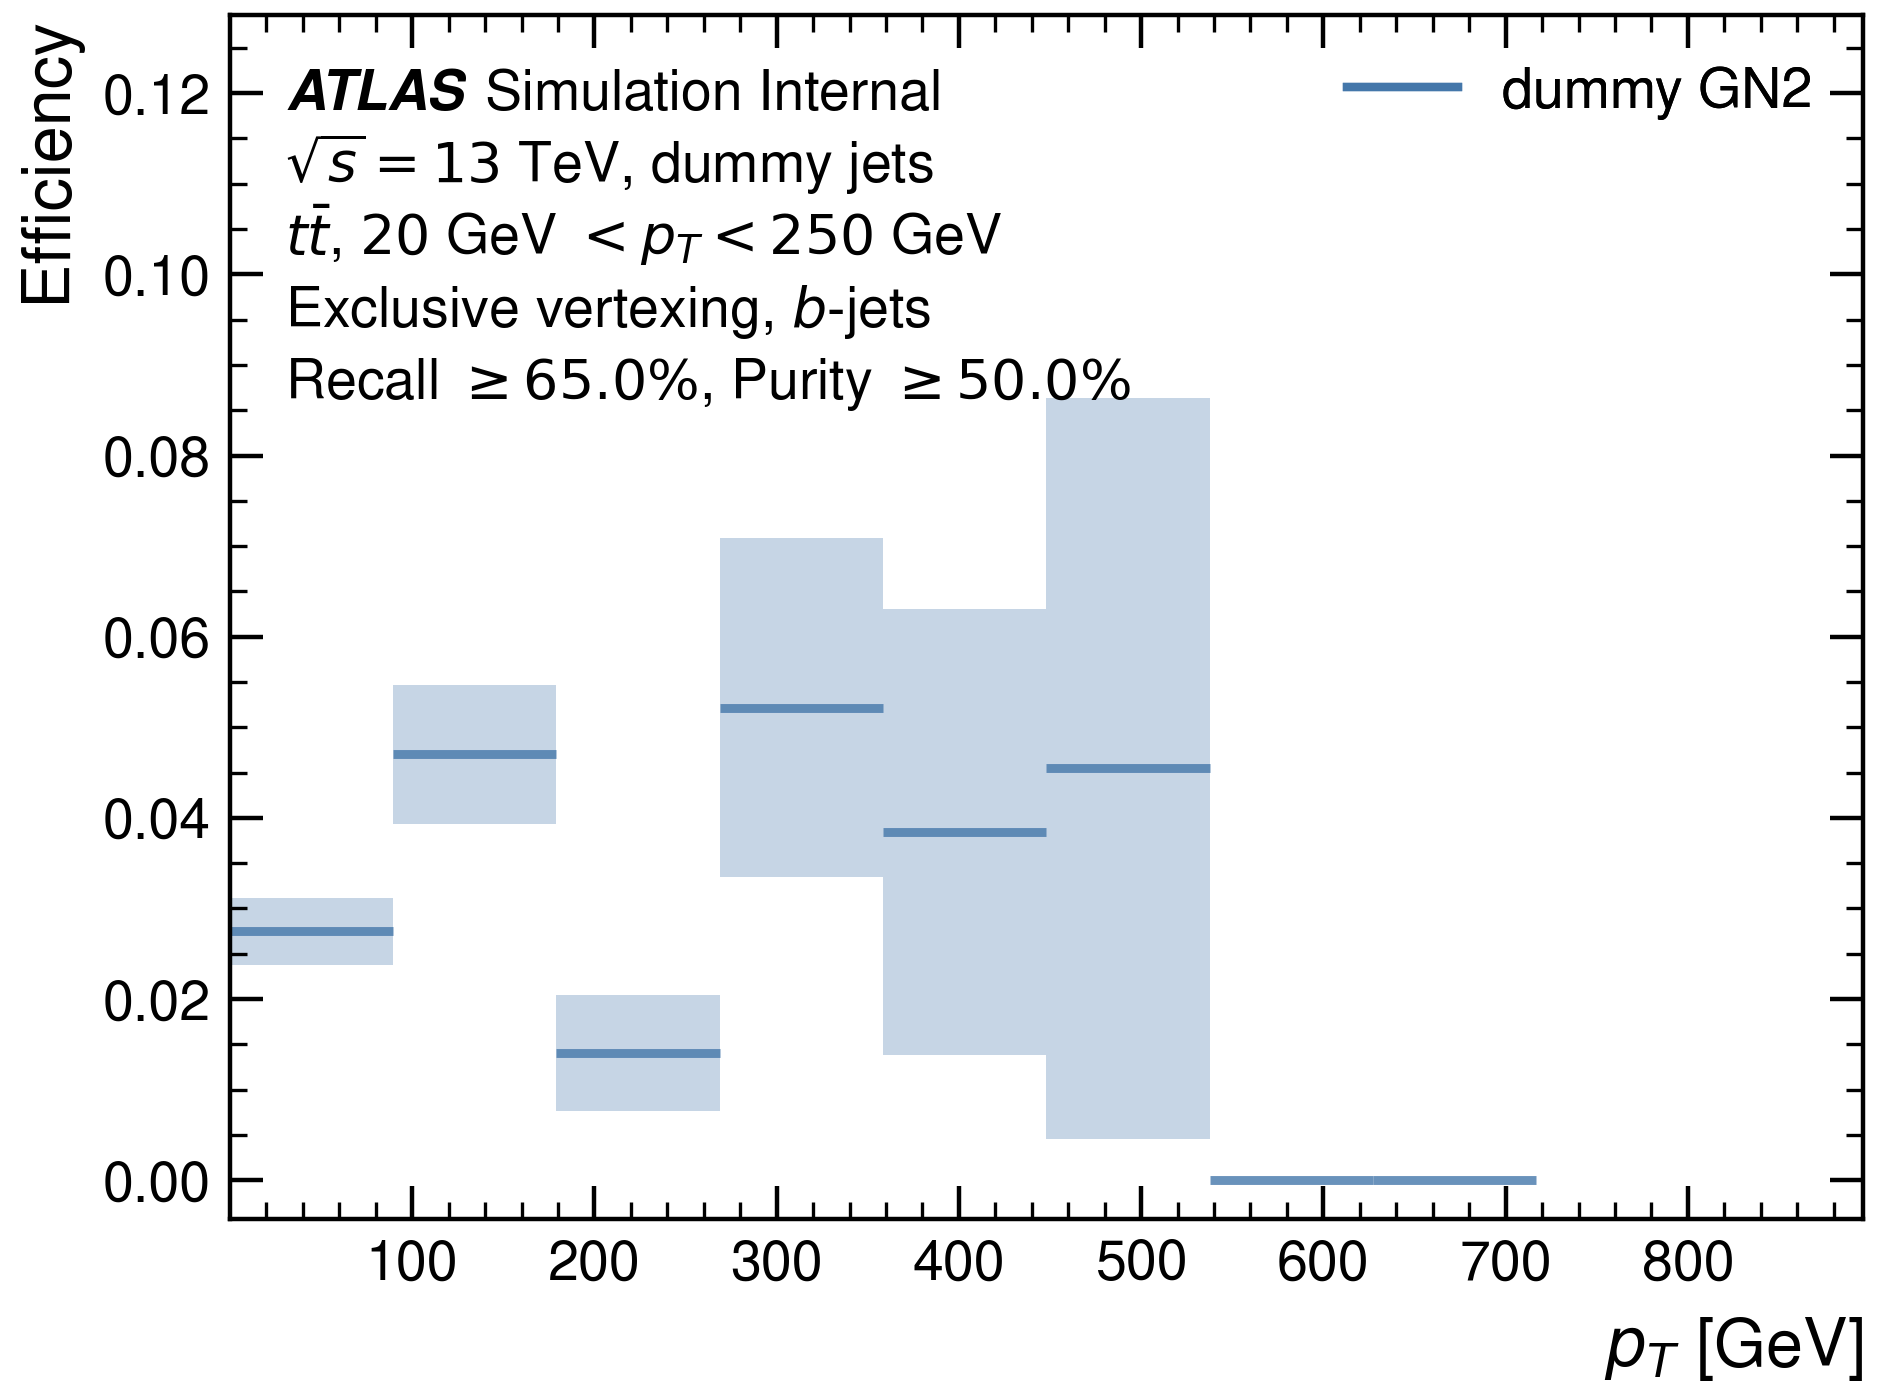 Efficiency
0.12
0.10
0.08
0.06
0.04
0.02
0.00
ATLAS Simulation Internal
√s = 13 TeV, dummy jets
tt̄, 20 GeV < p_T < 250 GeV
Exclusive vertexing, b-jets
Recall ≥ 65.0%, Purity ≥ 50.0%
dummy GN2
100 200 300 400 500 600 700 800
p_T [GeV]